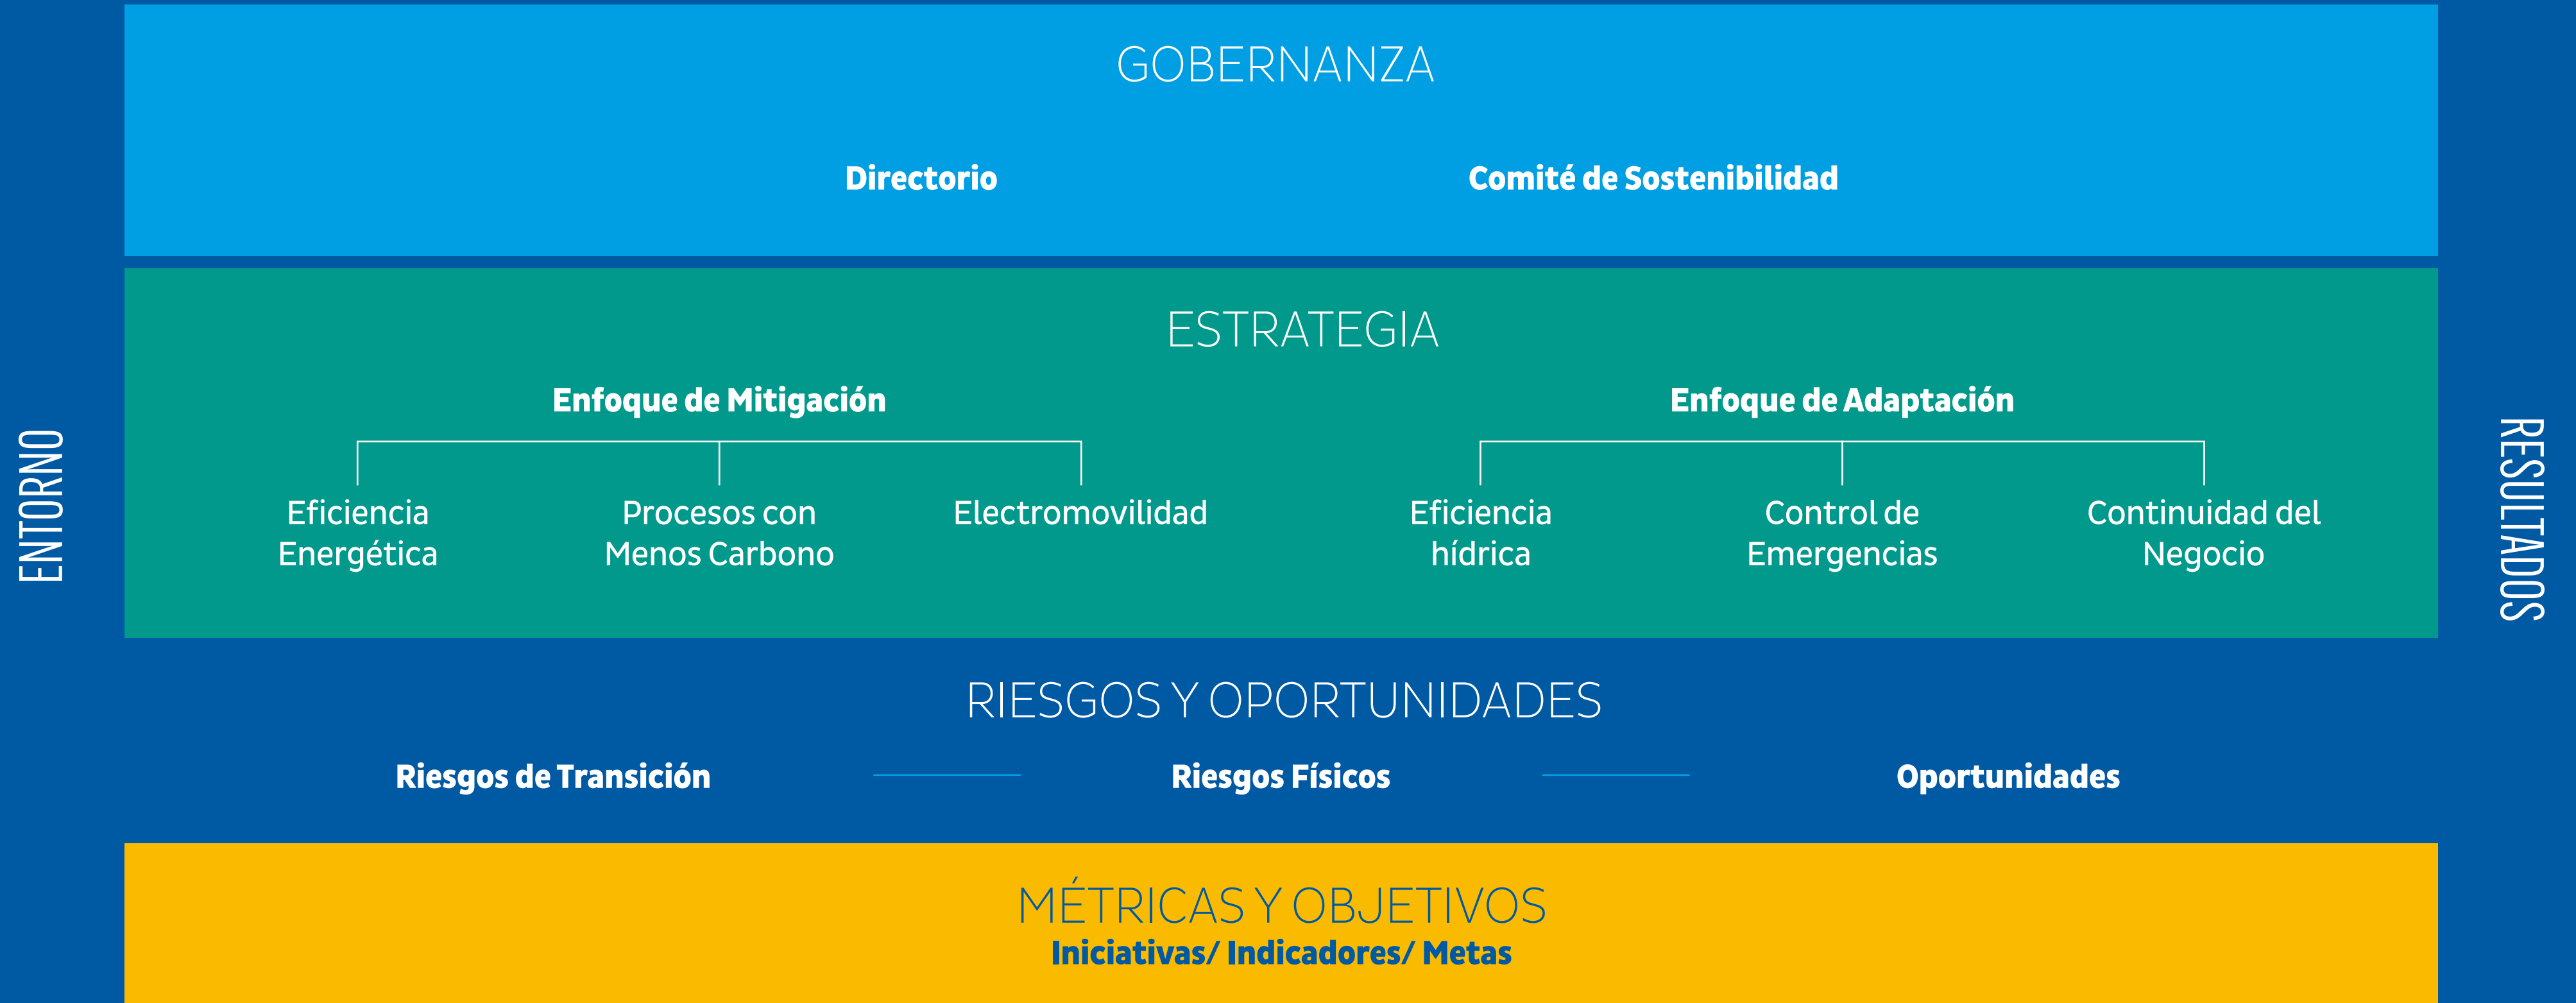 GOBERNANZA
Directorio
Comité de Sostenibilidad
ENTORNO
ESTRATEGIA
Enfoque de Mitigación
Eficiencia
Energética
Procesos con
Menos Carbono
Electromovilidad
Enfoque de Adaptación
Eficiencia
hídrica
Control de
Emergencias
Continuidad del
Negocio
RESULTADOS
RIESGOS Y OPORTUNIDADES
Riesgos de Transición
Riesgos Físicos
Oportunidades
MÉTRICAS Y OBJETIVOS
Iniciativas/ Indicadores/ Metas